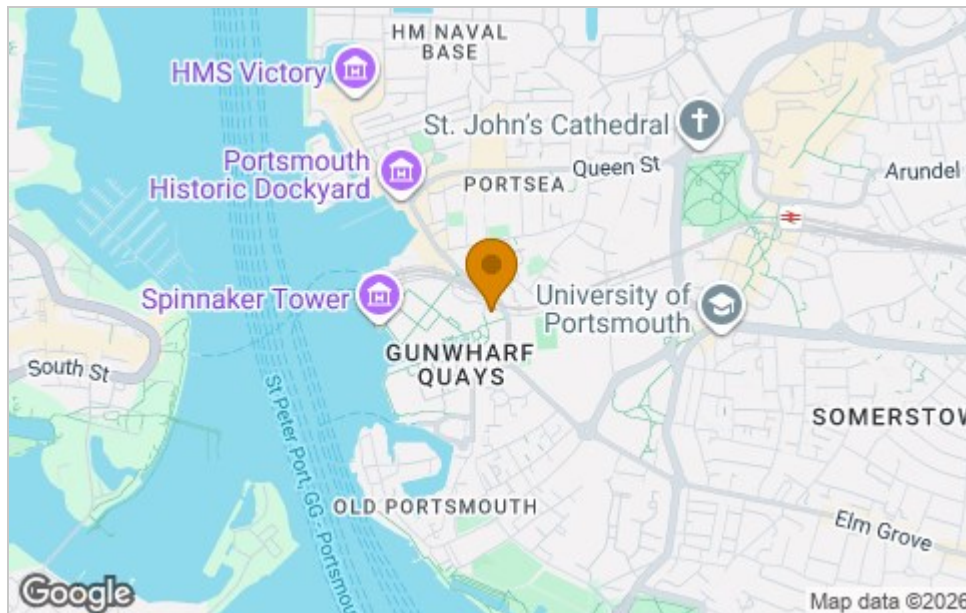 HM NAVAL
BASE
HMS Victory
St. John's Cathedral
Portsmouth
Historic Dockyard
Queen St
PORTSEA
Arundel
Spinnaker Tower
University of
Portsmouth
GUNWHARF
QUAYS
South St
SOMERSTOW
St Peter Port, GG - Portsmou
OLD PORTSMOUTH
Elm Grove
Google
Map data ©2026